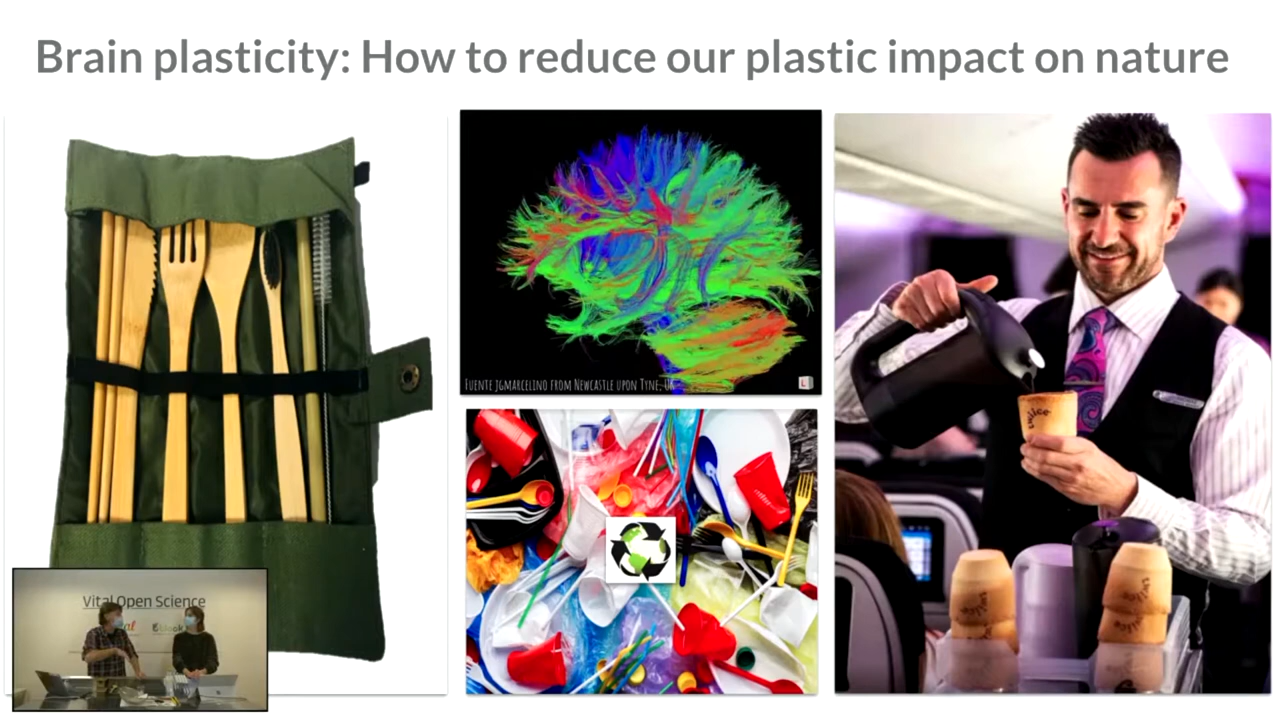 Brain plasticity: How to reduce our plastic impact on nature
Fuente jgmarcelino from Newcastle upon Tyne, UK
twiice
Vital Open Science